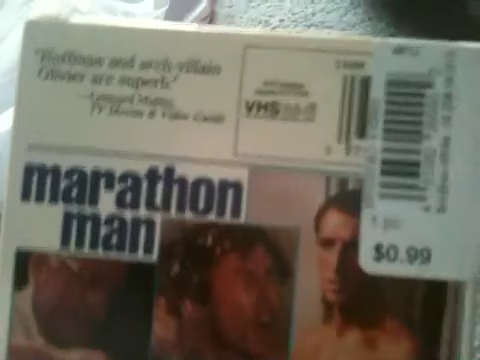 "Hoffman and arch-villain
Olivier are superb."
—Leonard Maltin,
TV Movies & Video Guide
VHS
marathon
man
$0.99